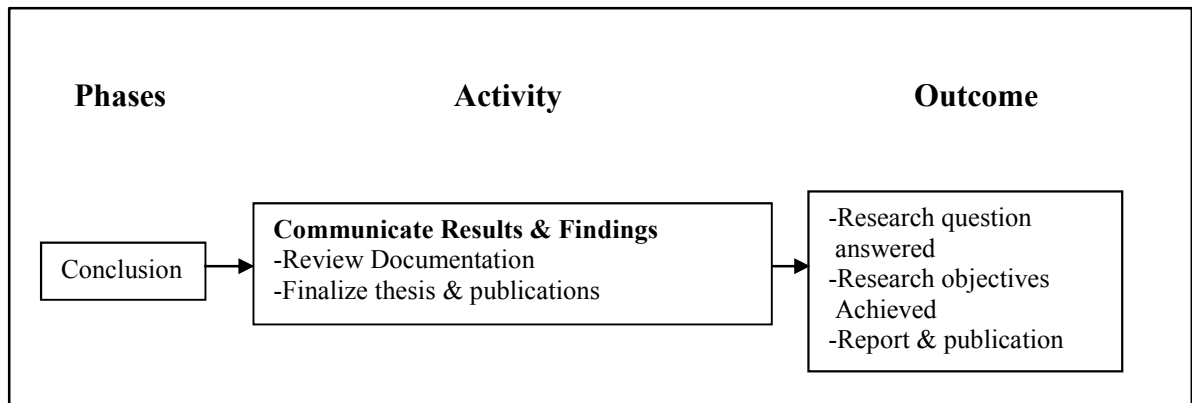 Phases Activity Outcome
Conclusion
Communicate Results & Findings
-Review Documentation
-Finalize thesis & publications
-Research question
answered
-Research objectives
Achieved
-Report & publication